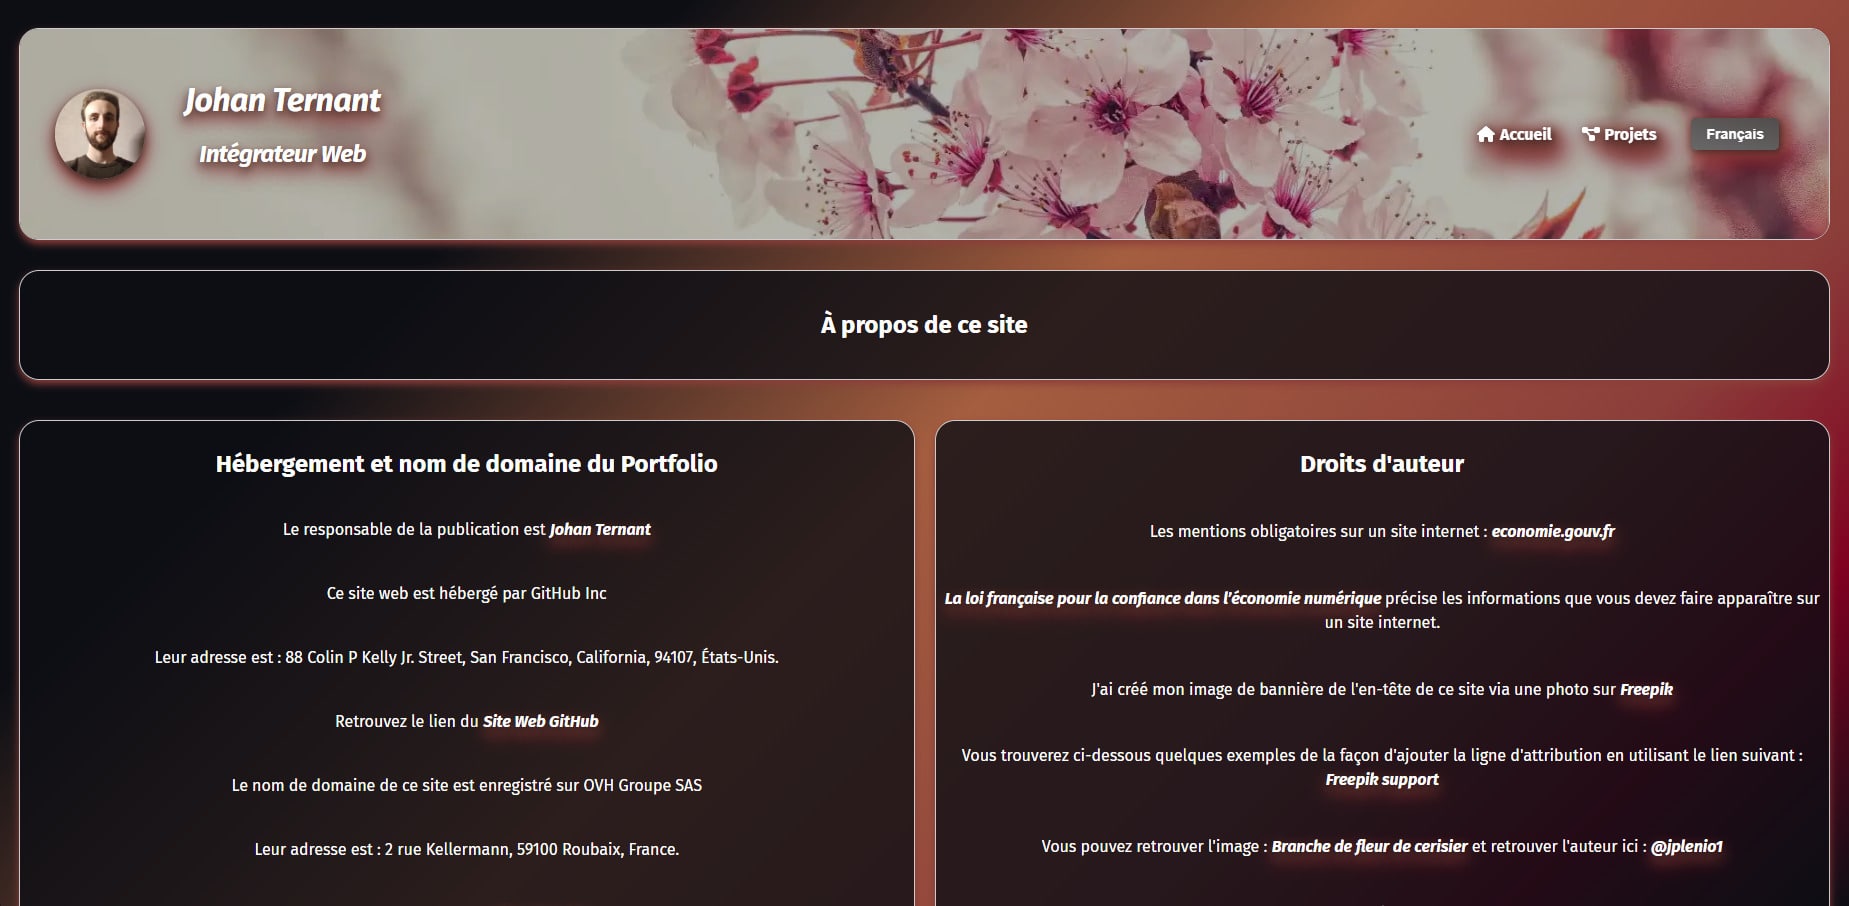 Johan Ternant
Intégrateur Web
Accueil
Projets
Français
À propos de ce site
Hébergement et nom de domaine du Portfolio
Le responsable de la publication est Johan Ternant
Ce site web est hébergé par GitHub Inc
Leur adresse est : 88 Colin P Kelly Jr. Street, San Francisco, California, 94107, États-Unis.
Retrouvez le lien du Site Web GitHub
Le nom de domaine de ce site est enregistré sur OVH Groupe SAS
Leur adresse est : 2 rue Kellermann, 59100 Roubaix, France.
Droits d'auteur
Les mentions obligatoires sur un site internet : economie.gouv.fr
La loi française pour la confiance dans l'économie numérique précise les informations que vous devez faire apparaître sur
un site internet.
J'ai créé mon image de bannière de l'en-tête de ce site via une photo sur Freepik
Vous trouverez ci-dessous quelques exemples de la façon d'ajouter la ligne d'attribution en utilisant le lien suivant :
Freepik support
Vous pouvez retrouver l'image : Branche de fleur de cerisier et retrouver l'auteur ici : @jplenio1